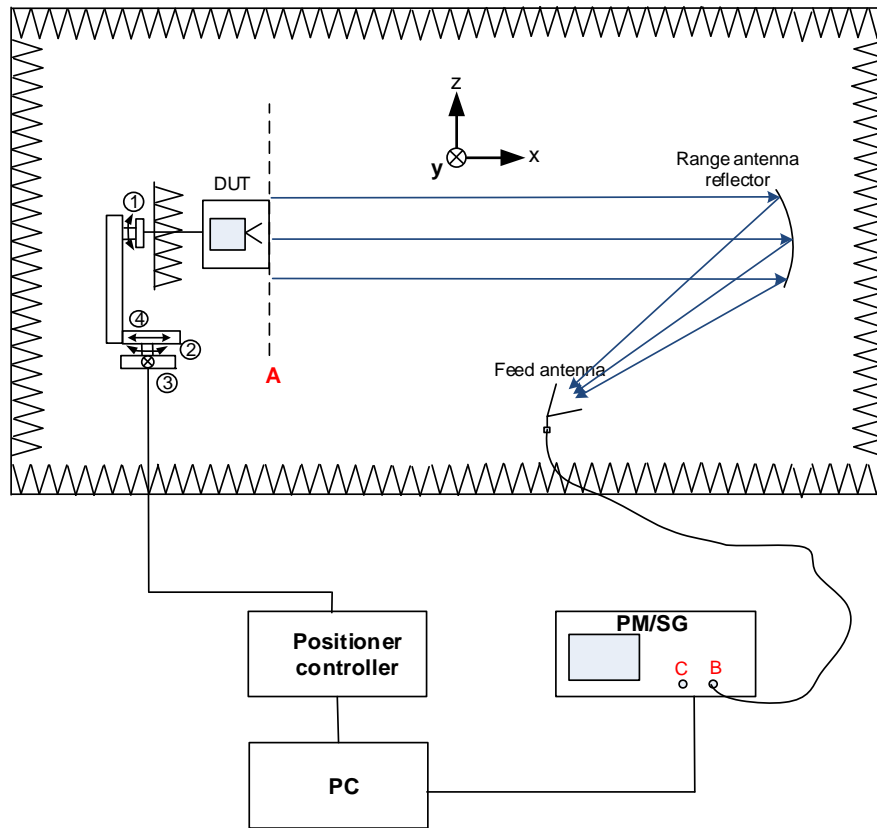 z
y
x
DUT
Range antenna
reflector
①
④
②
③
A
Feed antenna
Positioner
controller
PM/SG
C
B
PC